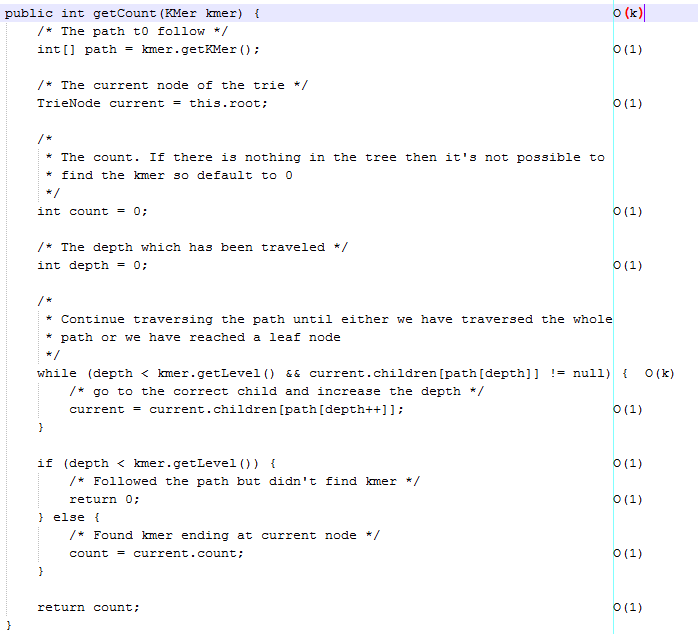 public int getCount(KMer kmer) { O(k)
/* The path t0 follow */
int[] path = kmer.getKMer(); O(1)
/* The current node of the trie */
TrieNode current = this.root; O(1)
/*
* The count. If there is nothing in the tree then it's not possible to
* find the kmer so default to 0
*/
int count = 0; O(1)
/* The depth which has been traveled */
int depth = 0; O(1)
/*
* Continue traversing the path until either we have traversed the whole
* path or we have reached a leaf node
*/
while (depth < kmer.getLevel() && current.children[path[depth]] != null) { O(k)
/* go to the correct child and increase the depth */
current = current.children[path[depth++]]; O(1)
}
if (depth < kmer.getLevel()) { O(1)
/* Followed the path but didn't find kmer */
return 0; O(1)
} else {
/* Found kmer ending at current node */
count = current.count; O(1)
}
return count; O(1)
}